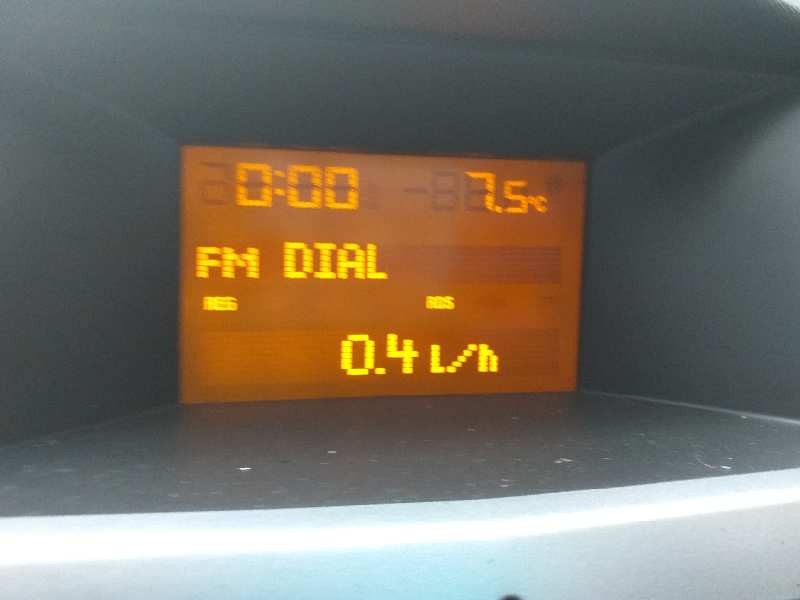 0:00 7.5°C
FM DIAL
REG RDS
0.4 L/h